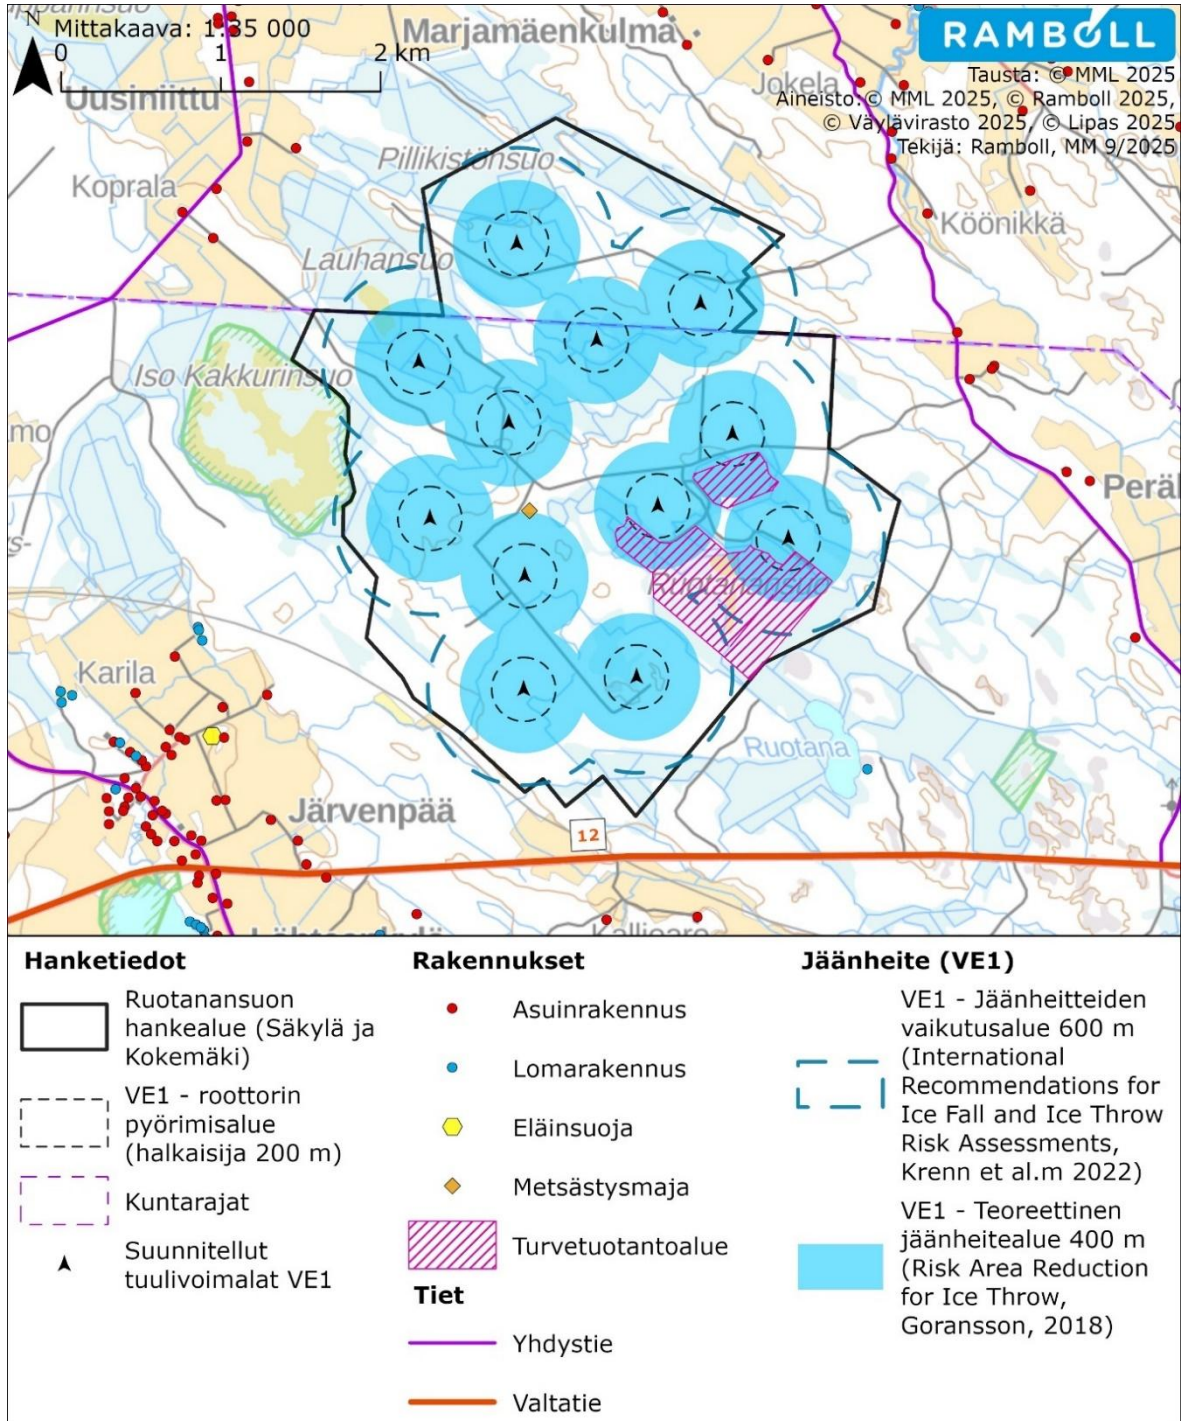 N
Mittakaava: 1:35 000
0 1 2 km
RAMBOLL
Tausta: © MML 2025
Aineisto:© MML 2025, © Ramboll 2025,
© Väylävirasto 2025, © Lipas 2025
Tekijä: Ramboll, MM 9/2025
Marjamäenkulma
Jokela
Uusiniittu
Pillikistönsuo
Koprala
Köönikkä
Lauhansuo
Iso Kakkurinsuo
Ruotanansuo
Karila
Ruotana
Järvenpää
12
Hanketiedot
Ruotanansuon
hankealue (Säkylä ja
Kokemäki)
VE1 - roottorin
pyörimisalue
(halkaisija 200 m)
Kuntarajat
Suunnitellut
tuulivoimalat VE1
Rakennukset
Asuinrakennus
Lomarakennus
Eläinsuoja
Metsästysmaja
Turvetuotantoalue
Tiet
Yhdystie
Valtatie
Jäänheite (VE1)
VE1 - Jäänheitteiden
vaikutusalue 600 m
(International
Recommendations for
Ice Fall and Ice Throw
Risk Assessments,
Krenn et al.m 2022)
VE1 - Teoreettinen
jäänheitealue 400 m
(Risk Area Reduction
for Ice Throw,
Goransson, 2018)